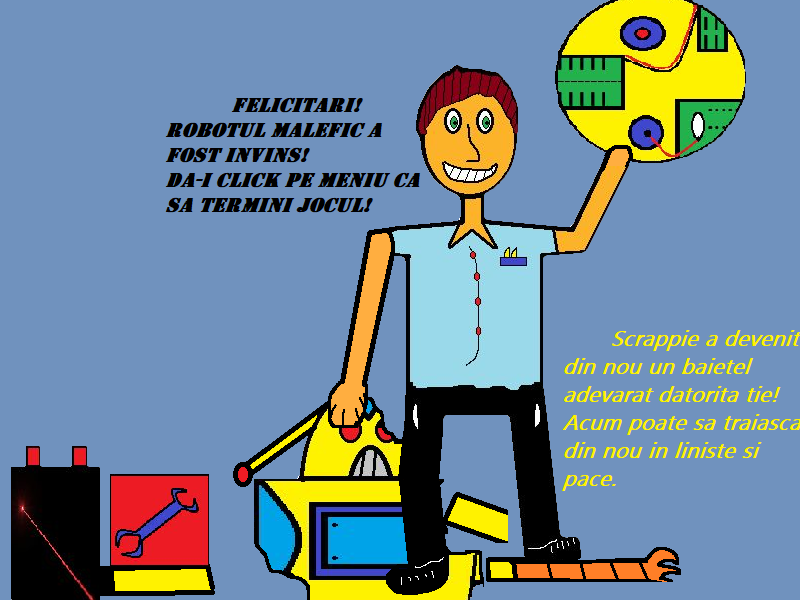 FELICITARI!
ROBOTUL MALEFIC A
FOST INVINS!
DA-I CLICK PE MENIU CA
SA TERMINI JOCUL!
Scrappie a devenit
din nou un baietel
adevarat datorita tie!
Acum poate sa traiasca
din nou in liniste si
pace.